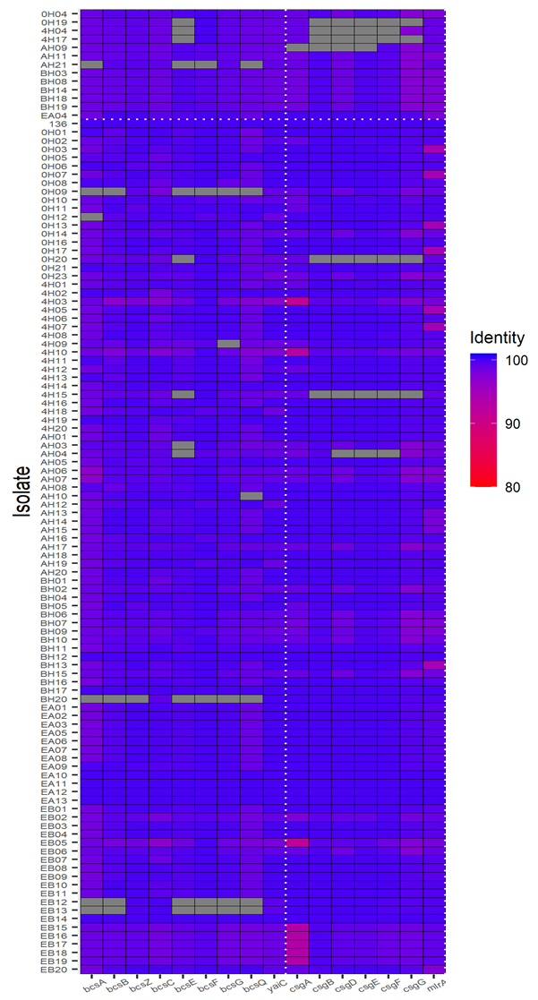 0H04
0H19
4H04
4H17
AH09
AH11
AH21
BH03
BH08
BH14
BH18
BH19
EA04
136
0H01
0H02
0H03
0H05
0H06
0H07
0H08
0H09
0H10
0H11
0H12
0H13
0H14
0H16
0H17
0H20
0H21
0H23
4H01
4H02
4H03
4H05
4H06
4H07
4H08
4H09
4H10
4H11
4H12
4H13
4H14
4H15
4H16
4H18
4H19
4H20
AH01
AH03
AH04
AH05
AH06
AH07
AH08
AH10
AH12
AH13
AH14
AH15
AH16
AH17
AH18
AH19
AH20
BH01
BH02
BH04
BH05
BH06
BH07
BH09
BH10
BH11
BH12
BH13
BH15
BH16
BH17
BH20
EA01
EA02
EA03
EA05
EA06
EA07
EA08
EA09
EA10
EA11
EA12
EA13
EB01
EB02
EB03
EB04
EB05
EB06
EB07
EB08
EB09
EB10
EB11
EB12
EB13
EB14
EB15
EB16
EB17
EB18
EB19
EB20
Isolate
bcsA bcsB bcsZ bcsC bcsE bcsF bcsG bcsQ yaiC csgA csgB csgD csgE csgF csgG mlrA
Identity
100
90
80